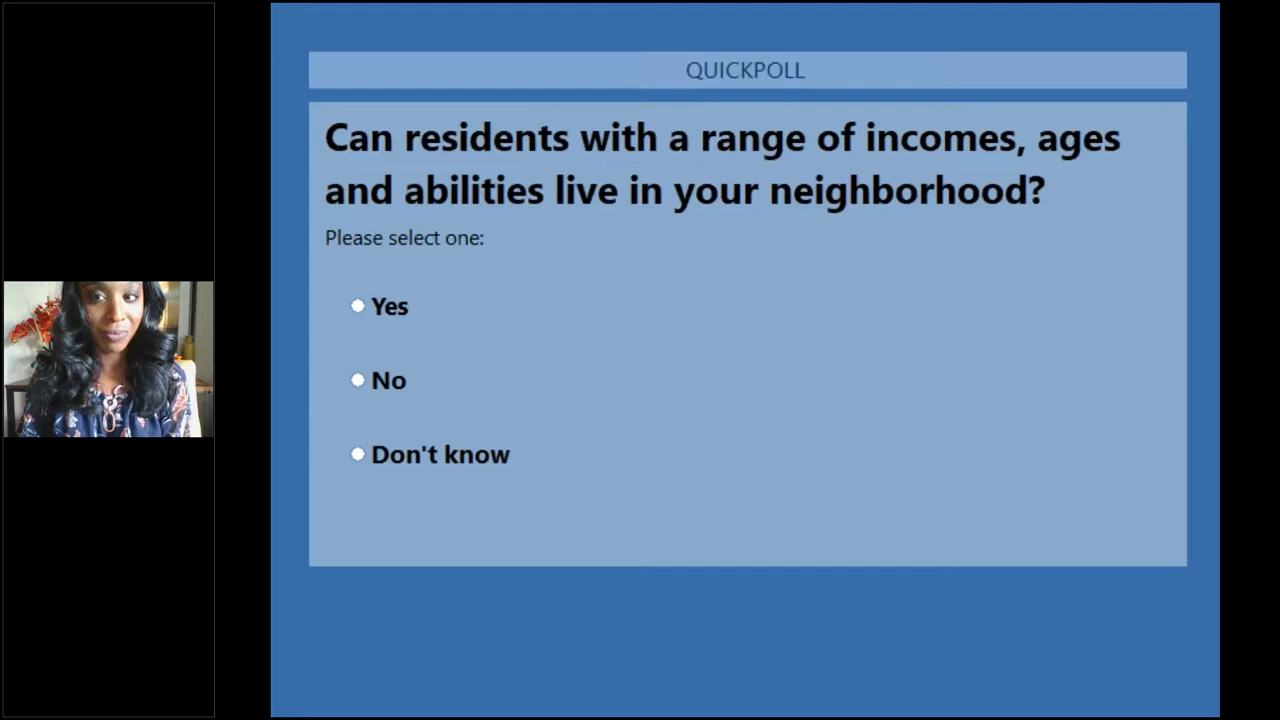 QUICKPOLL
Can residents with a range of incomes, ages
and abilities live in your neighborhood?
Please select one:
Yes
No
Don't know